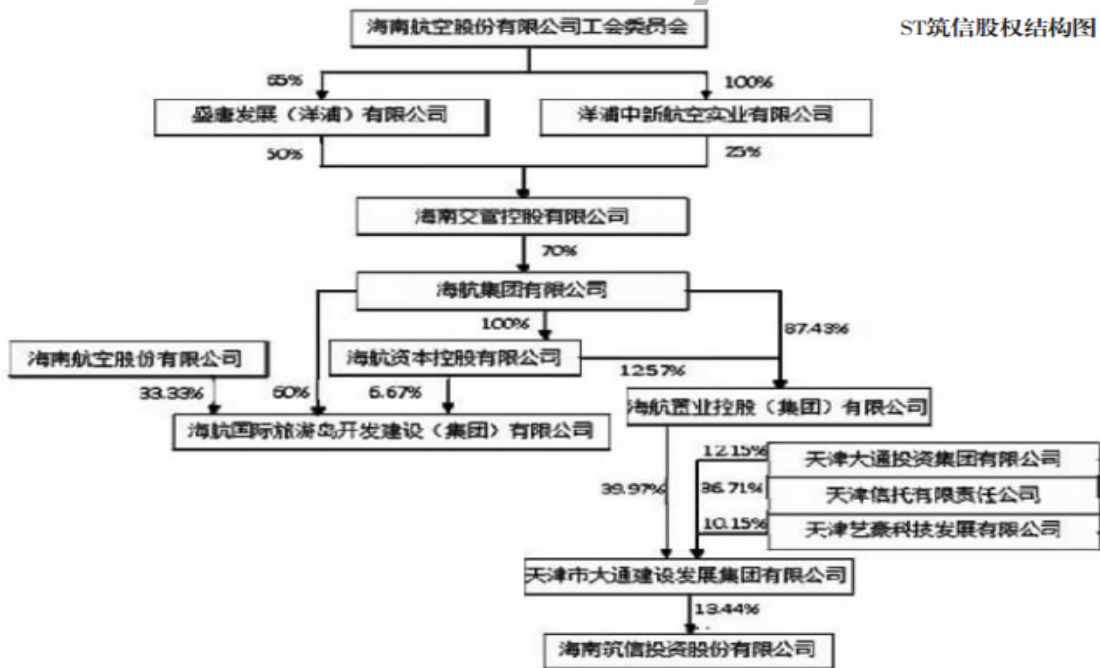 海南航空股份有限公司工会委员会
ST筑信股权结构图
65%
100%
盛唐发展（洋浦）有限公司
洋浦中新航空实业有限公司
50%
25%
海南交管控股有限公司
70%
海航集团有限公司
100%
87.43%
海南航空股份有限公司
海航资本控股有限公司
12.57%
33.33%
60%
6.67%
海航置业控股（集团）有限公司
海航国际旅游岛开发建设（集团）有限公司
12.15%
天津大通投资集团有限公司
39.97%
36.71%
天津信托有限责任公司
10.15%
天津艺豪科技发展有限公司
天津市大通建设发展集团有限公司
13.44%
海南筑信投资股份有限公司